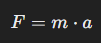 F = m · a